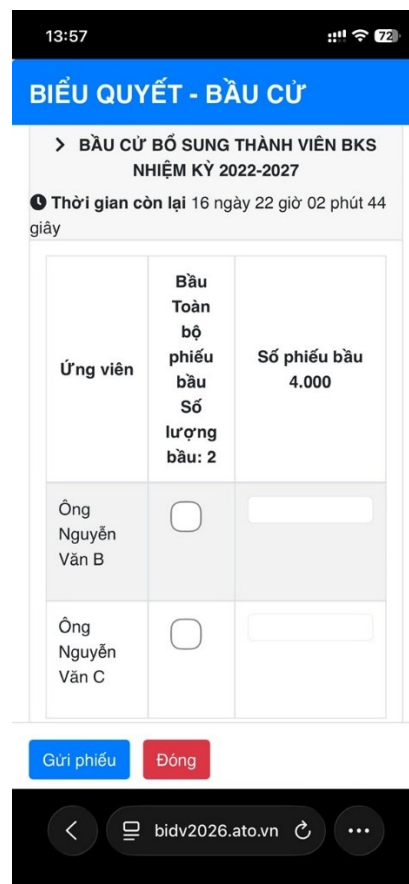 13:57
72
BIỂU QUYẾT - BẦU CỬ
> BẦU CỬ BỔ SUNG THÀNH VIÊN BKS
NHIỆM KỲ 2022-2027
Thời gian còn lại 16 ngày 22 giờ 02 phút 44
giây
Ứng viên
Bầu
Toàn
bộ
phiếu
bầu
Số
lượng
bầu: 2
Số phiếu bầu
4.000
Ông
Nguyễn
Văn B
Ông
Nguyễn
Văn C
Gửi phiếu
Đóng
bidv2026.ato.vn